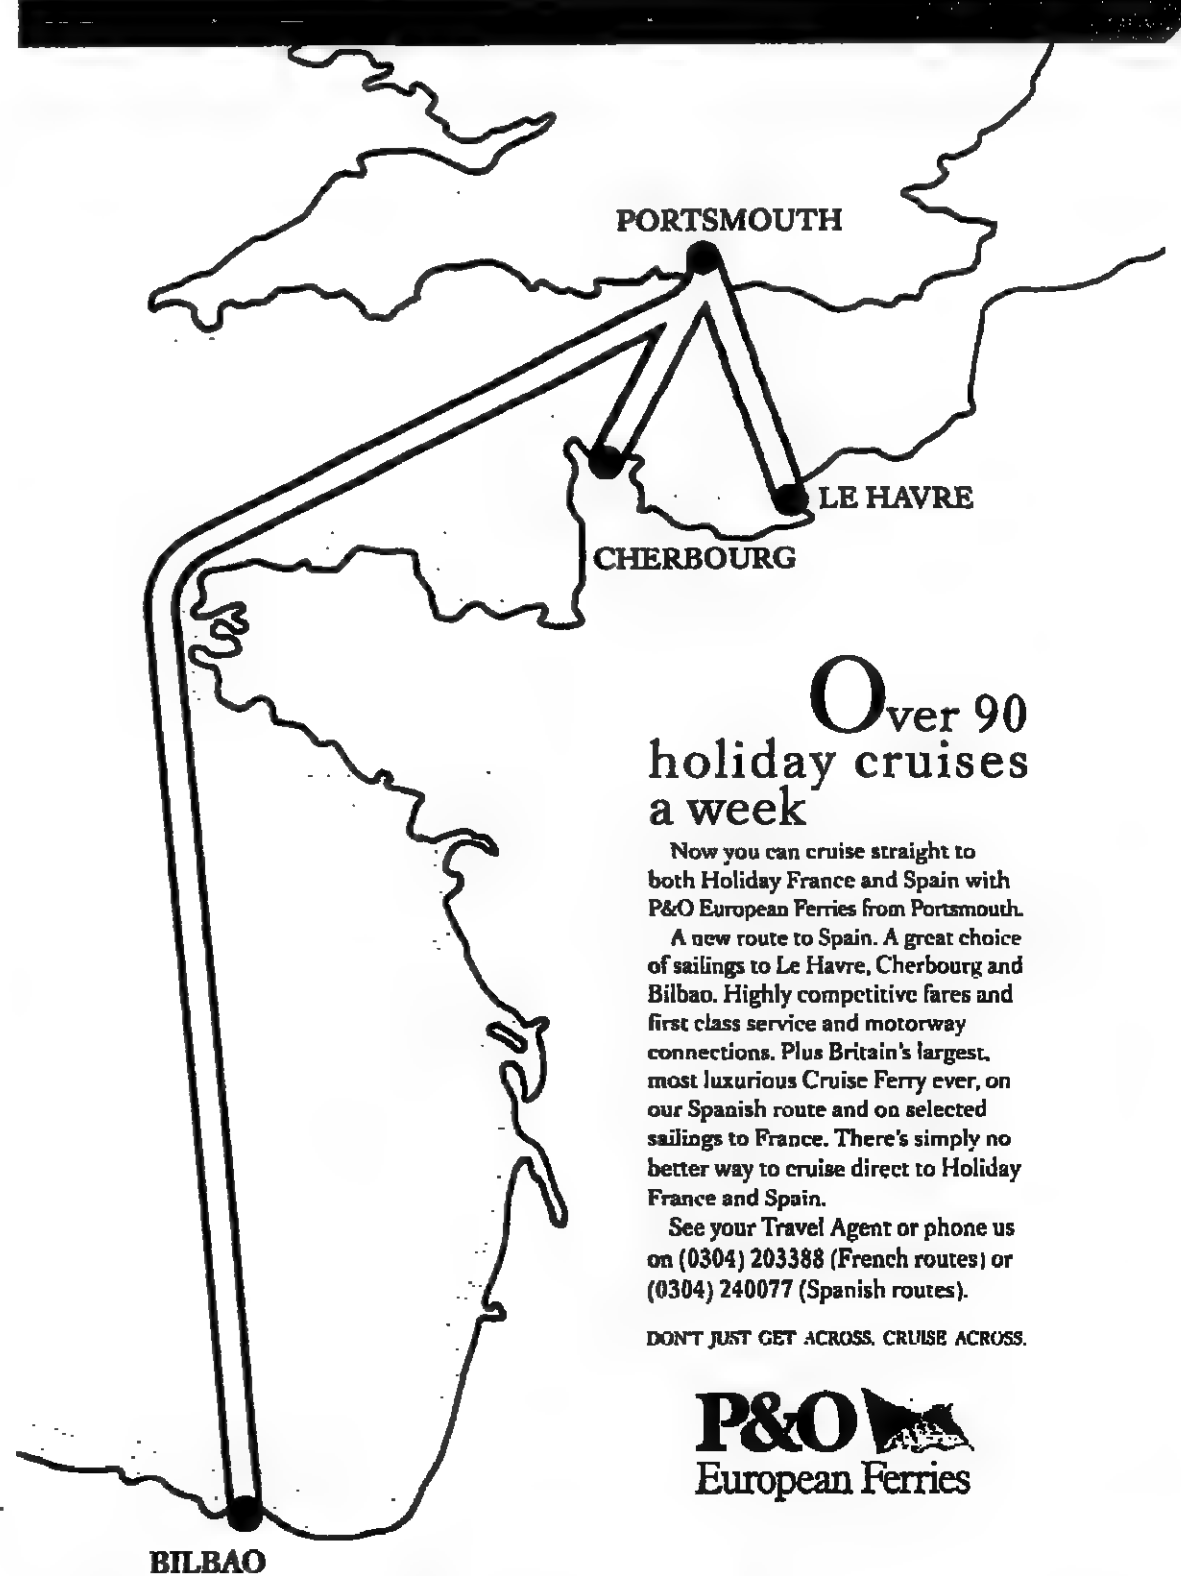 PORTSMOUTH
LE HAVRE
CHERBOURG
Over 90
holiday cruises
a week
Now you can cruise straight to
both Holiday France and Spain with
P&O European Ferries from Portsmouth.
A new route to Spain. A great choice
of sailings to Le Havre, Cherbourg and
Bilbao. Highly competitive fares and
first class service and motorway
connections. Plus Britain's largest,
most luxurious Cruise Ferry ever, on
our Spanish route and on selected
sailings to France. There's simply no
better way to cruise direct to Holiday
France and Spain.
See your Travel Agent or phone us
on (0304) 203388 (French routes) or
(0304) 240077 (Spanish routes).
DON'T JUST GET ACROSS. CRUISE ACROSS.
P&O
European Ferries
BILBAO